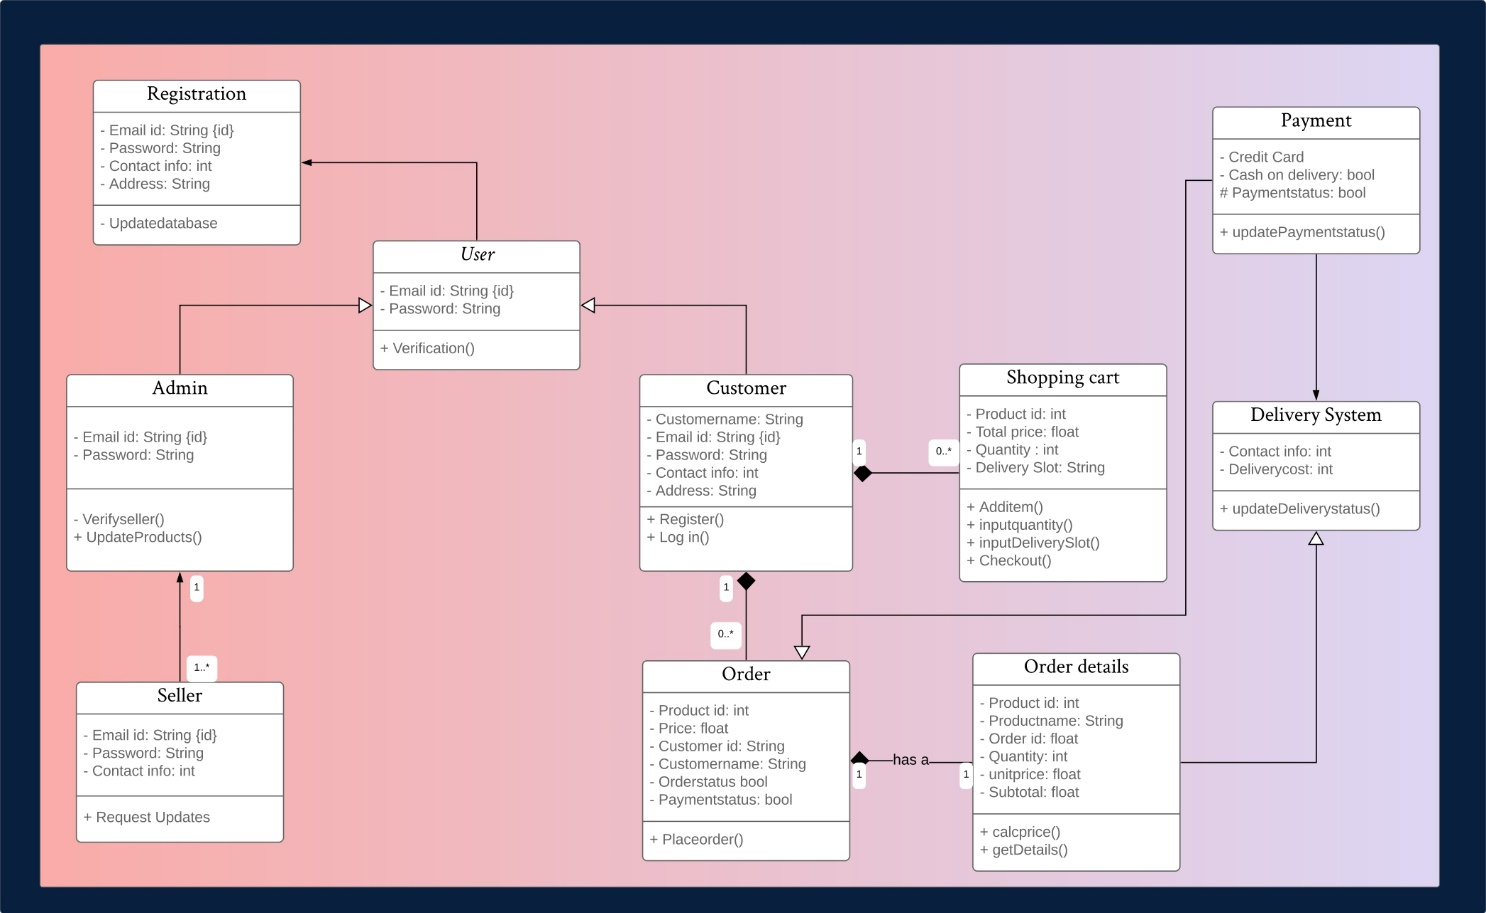 Registration
- Email id: String {id}
- Password: String
- Contact info: int
- Address: String
- Updatedatabase
User
- Email id: String {id}
- Password: String
+ Verification()
Payment
- Credit Card
- Cash on delivery: bool
# Paymentstatus: bool
+ updatePaymentstatus()
Admin
- Email id: String {id}
- Password: String
- Verifyseller()
+ UpdateProducts()
Customer
- Customername: String
- Email id: String {id}
- Password: String
- Contact info: int
- Address: String
+ Register()
+ Log in()
1
0..*
Shopping cart
- Product id: int
- Total price: float
- Quantity : int
- Delivery Slot: String
+ Additem()
+ inputquantity()
+ inputDeliverySlot()
+ Checkout()
Delivery System
- Contact info: int
- Deliverycost: int
+ updateDeliverystatus()
1
1..*
Seller
- Email id: String {id}
- Password: String
- Contact info: int
+ Request Updates
1
0..*
Order
- Product id: int
- Price: float
- Customer id: String
- Customername: String
- Orderstatus bool
- Paymentstatus: bool
+ Placeorder()
has a
1
1
Order details
- Product id: int
- Productname: String
- Order id: float
- Quantity: int
- unitprice: float
- Subtotal: float
+ calcprice()
+ getDetails()